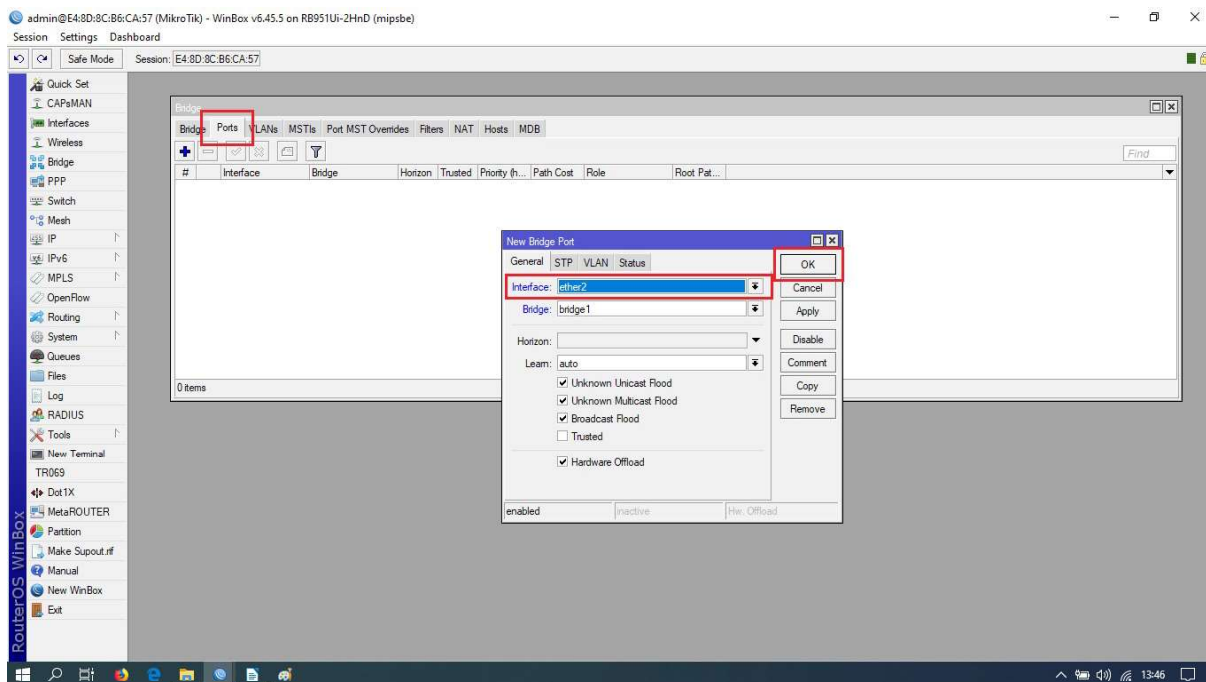 admin@E4:8D:8C:B6:CA:57 (MikroTik) - WinBox v6.45.5 on RB951Ui-2HnD (mipsbe)
Session Settings Dashboard
Safe Mode Session: E4:8D:8C:B6:CA:57
Quick Set
CAPsMAN
Interfaces
Wireless
Bridge
PPP
Switch
Mesh
IP
IPv6
MPLS
OpenFlow
Routing
System
Queues
Files
Log
RADIUS
Tools
New Terminal
TR069
Dot1X
MetaROUTER
Partition
Make Supout.rif
Manual
New WinBox
Exit
RouterOS WinBox
Bridge
Bridge Ports VLANs MSTIs Port MST Overrides Filters NAT Hosts MDB
Find
# Interface Bridge Horizon Trusted Priority (h... Path Cost Role Root Pat...
0 items
New Bridge Port
General STP VLAN Status
Interface: ether2
Bridge: bridge1
Horizon:
Learn: auto
Unknown Unicast Flood
Unknown Multicast Flood
Broadcast Flood
Trusted
Hardware Offload
enabled inactive Hw. Offload
OK
Cancel
Apply
Disable
Comment
Copy
Remove
13:46